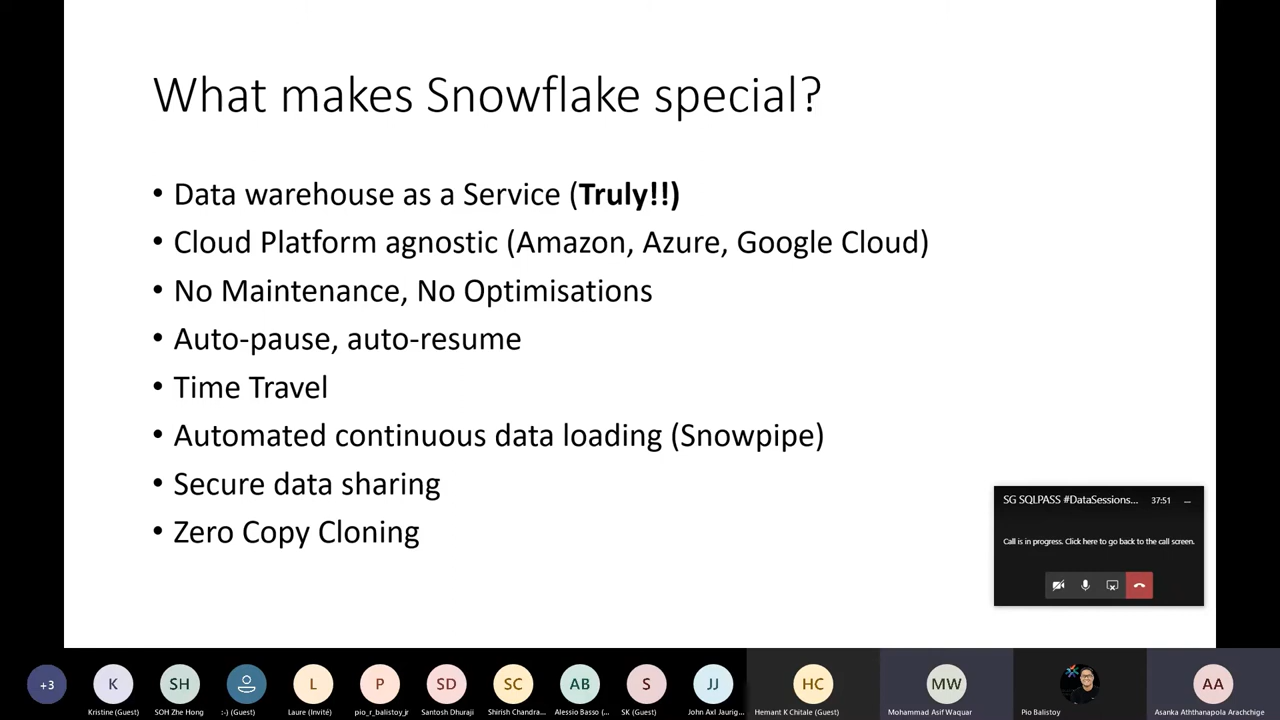 What makes Snowflake special?
• Data warehouse as a Service (Truly!!)
• Cloud Platform agnostic (Amazon, Azure, Google Cloud)
• No Maintenance, No Optimisations
• Auto-pause, auto-resume
• Time Travel
• Automated continuous data loading (Snowpipe)
• Secure data sharing
• Zero Copy Cloning
SG SQLPASS #DataSessions... 37:51 ...
Call is in progress. Click here to go back to the call screen.
+3 K SH L P SD SC AB S JJ HC MW AA
Kristine (Guest) SOH Zhe Hong :-) (Guest) Laure (Invité) pio_r_balistoy_jr Santosh Dhuraji Shirish Chandra... Alessio Basso (... SK (Guest) John Axl Jaurig... Hemant K Chitale (Guest) Mohammad Asif Waquar Pio Balistoy Asanka Aththanapola Arachchige